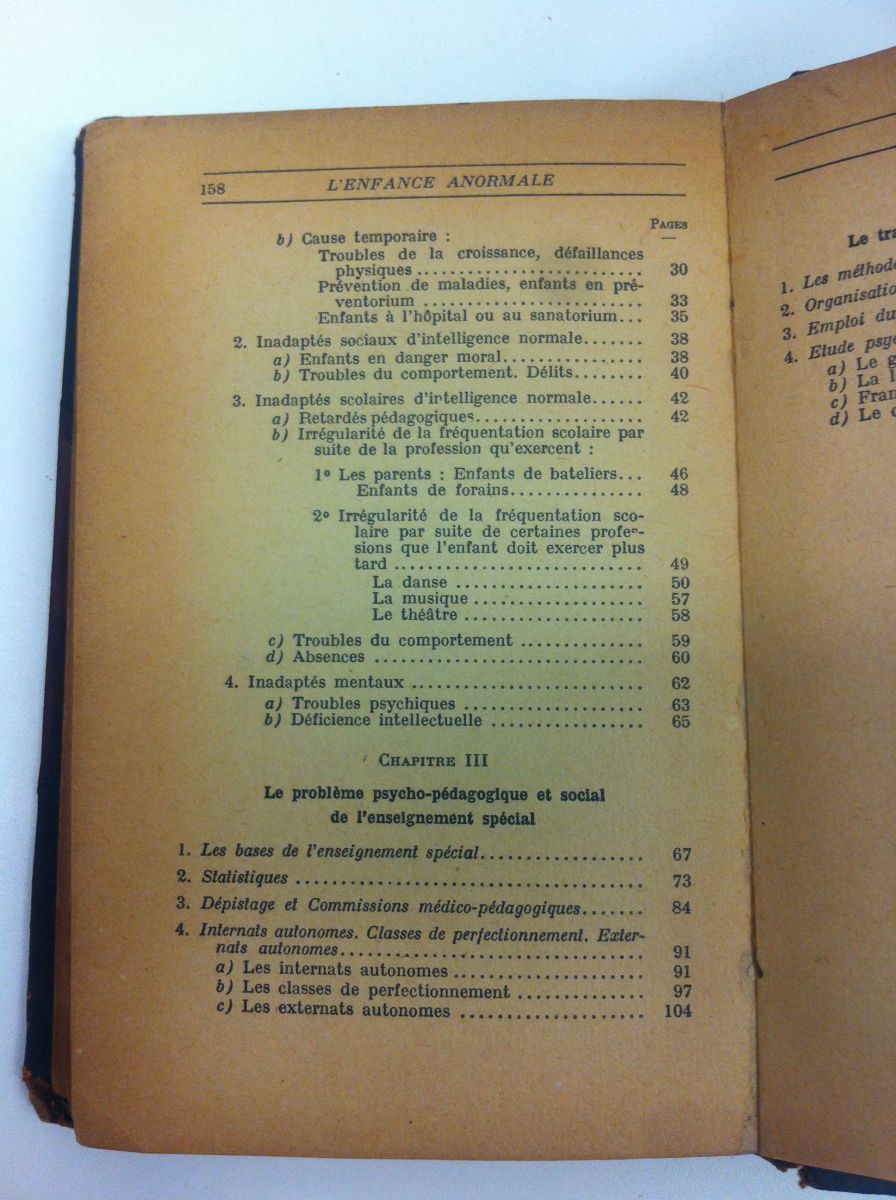 158 L'ENFANCE ANORMALE
PAGES
b) Cause temporaire : —
Troubles de la croissance, défaillances
physiques ......................... 30
Prévention de maladies, enfants en pré-
ventorium ........................ 33
Enfants à l'hôpital ou au sanatorium... 35
2. Inadaptés sociaux d'intelligence normale....... 38
a) Enfants en danger moral................ 38
b) Troubles du comportement. Délits........ 40
3. Inadaptés scolaires d'intelligence normale...... 42
a) Retardés pédagogiques.................. 42
b) Irrégularité de la fréquentation scolaire par
suite de la profession qu'exercent :
1º Les parents : Enfants de bateliers... 46
Enfants de forains............... 48
2º Irrégularité de la fréquentation sco-
laire par suite de certaines profes-
sions que l'enfant doit exercer plus
tard ............................ 49
La danse .................... 50
La musique .................. 57
Le théâtre ................... 58
c) Troubles du comportement .............. 59
d) Absences .............................. 60
4. Inadaptés mentaux .......................... 62
a) Troubles psychiques .................... 63
b) Déficience intellectuelle ................. 65
CHAPITRE III
Le problème psycho-pédagogique et social
de l'enseignement spécial
1. Les bases de l'enseignement spécial................... 67
2. Statistiques ........................................ 73
3. Dépistage et Commissions médico-pédagogiques....... 84
4. Internats autonomes. Classes de perfectionnement. Exter-
nats autonomes.................................. 91
a) Les internats autonomes ..................... 91
b) Les classes de perfectionnement .............. 97
c) Les externats autonomes .................... 104
Le
1. Les
2.
3. Emploi du
4. Etude
a) Le
b) La
c)
d) Le